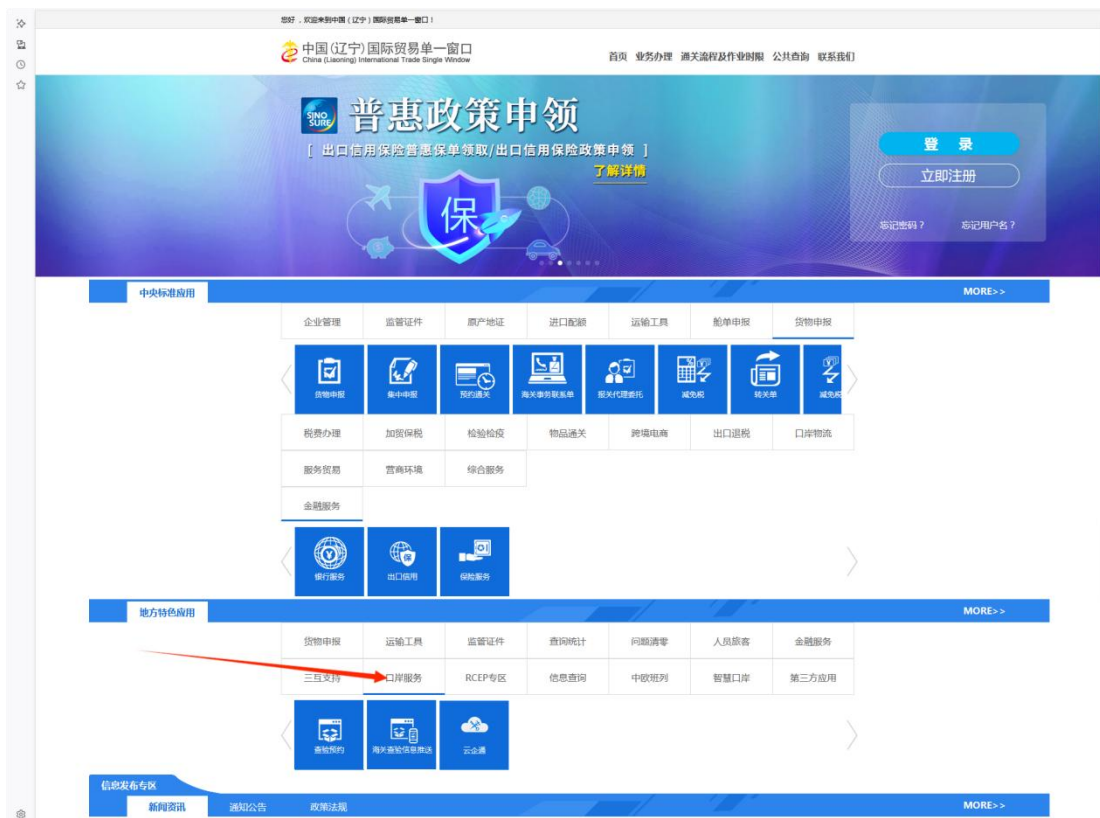 您好，欢迎来到中国（辽宁）国际贸易单一窗口！
中国(辽宁)国际贸易单一窗口
China (Liaoning) International Trade Single Window
首页 业务办理 通关流程及作业时限 公共查询 联系我们
SINOSURE 普惠政策申领
[ 出口信用保险普惠保单领取/出口信用保险政策申领 ]
了解详情
保
登 录
立即注册
忘记密码？ 忘记用户名？
中央标准应用 MORE>>
企业管理 监管证件 原产地证 进口配额 运输工具 舱单申报 货物申报
货物申报 集中申报 预约通关 海关事务联系单 报关代理委托 减免税 转关单 减免税
税费办理 加贸保税 检验检疫 物品通关 跨境电商 出口退税 口岸物流
服务贸易 营商环境 综合服务
金融服务
银行服务 出口信用 保险服务
地方特色应用 MORE>>
货物申报 运输工具 监管证件 查询统计 问题清零 人员旅客 金融服务
三互支持 口岸服务 RCEP专区 信息查询 中欧班列 智慧口岸 第三方应用
查验预约 海关查验信息推送 云企通
信息发布专区
新闻资讯 通知公告 政策法规 MORE>>